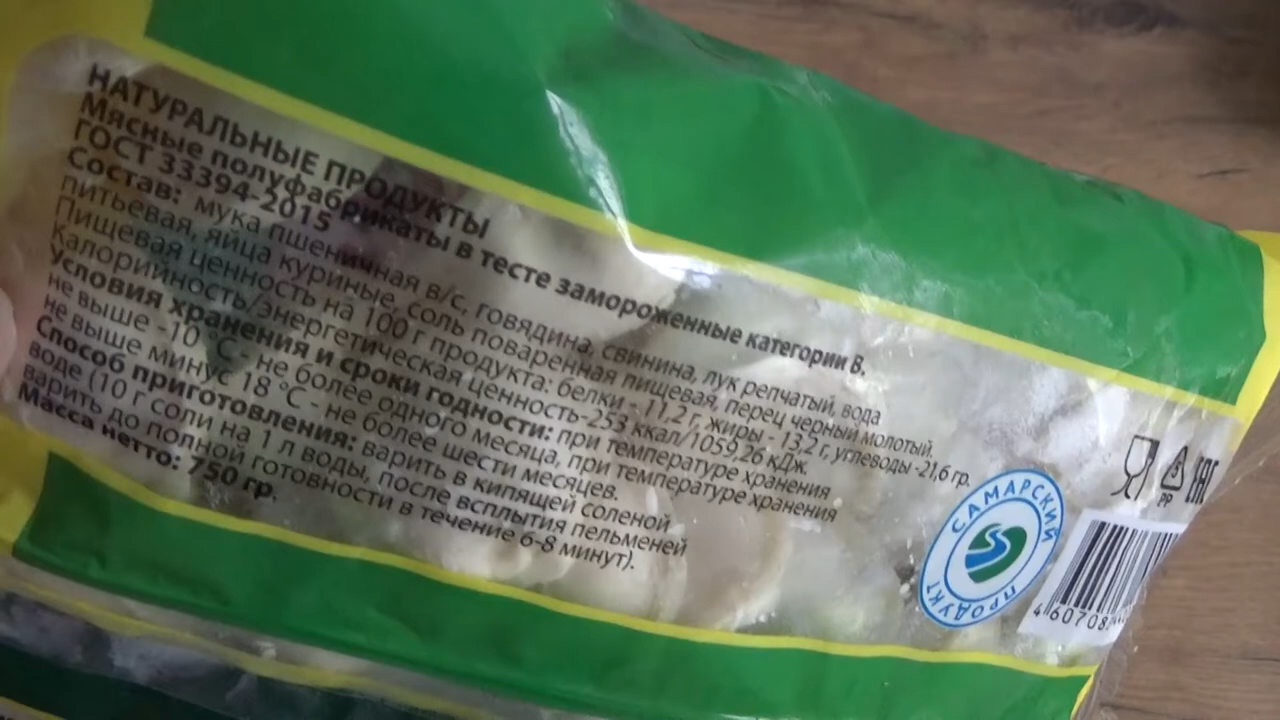 НАТУРАЛЬНЫЕ ПРОДУКТЫ
Мясные полуфабрикаты в тесте замороженные категории В.
ГОСТ 33394-2015
Состав: мука пшеничная в/с, говядина, свинина, лук репчатый, вода
питьевая, яйца куриные, соль поваренная пищевая, перец черный молотый.
Пищевая ценность на 100 г продукта: белки - 11,2 г, жиры - 13,2 г, углеводы -21,6 гр.
Калорийность/энергетическая ценность-253 ккал/1059,26 кДж.
Условия хранения и сроки годности: при температуре хранения
не выше -10 °С - не более одного месяца, при температуре хранения
не выше минус 18 °С - не более шести месяцев.
Способ приготовления: варить в кипящей соленой
воде (10 г соли на 1 л воды, после всплытия пельменей
варить до полной готовности в течение 6-8 минут).
Масса нетто: 750 гр.
САМАРСКИЙ
ПРОДУКТ
5
PP
EAC
4 60708